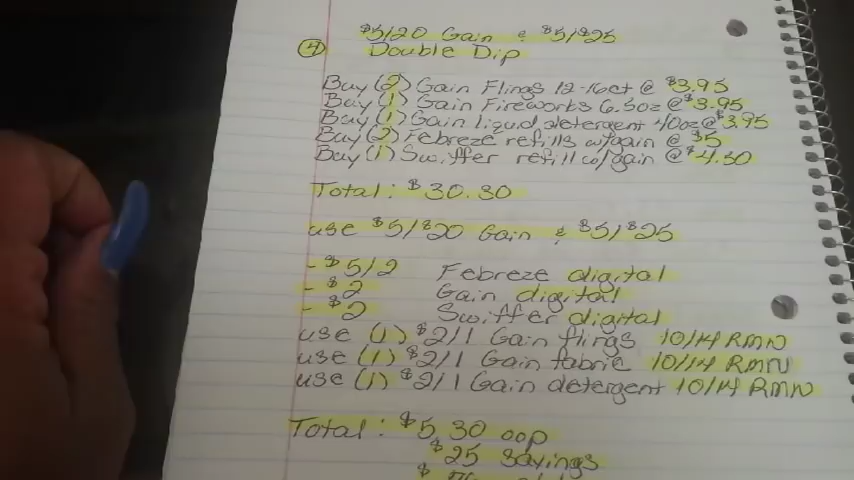 $5/20 Gain & $5/$25
④ Double Dip
Buy (2) Gain Flings 12-16ct @ $3.95
Buy (1) Gain Fireworks 6.5oz @ $3.95
Buy (1) Gain liquid detergent 40oz @ $3.95
Buy (2) Febreze refills w/gain @ $5
Buy (1) Swiffer refill w/gain @ $4.50
Total: $30.30
use $5/$20 Gain & $5/$25
- $5/2 Febreze digital
- $2 Gain digital
- $2 Swiffer digital
use (1) $2/1 Gain flings 10/14 RMN
use (1) $2/1 Gain fabric 10/14 RMN
use (1) $2/1 Gain detergent 10/14 RMN
Total: $5.30 oop
$25 savings
$